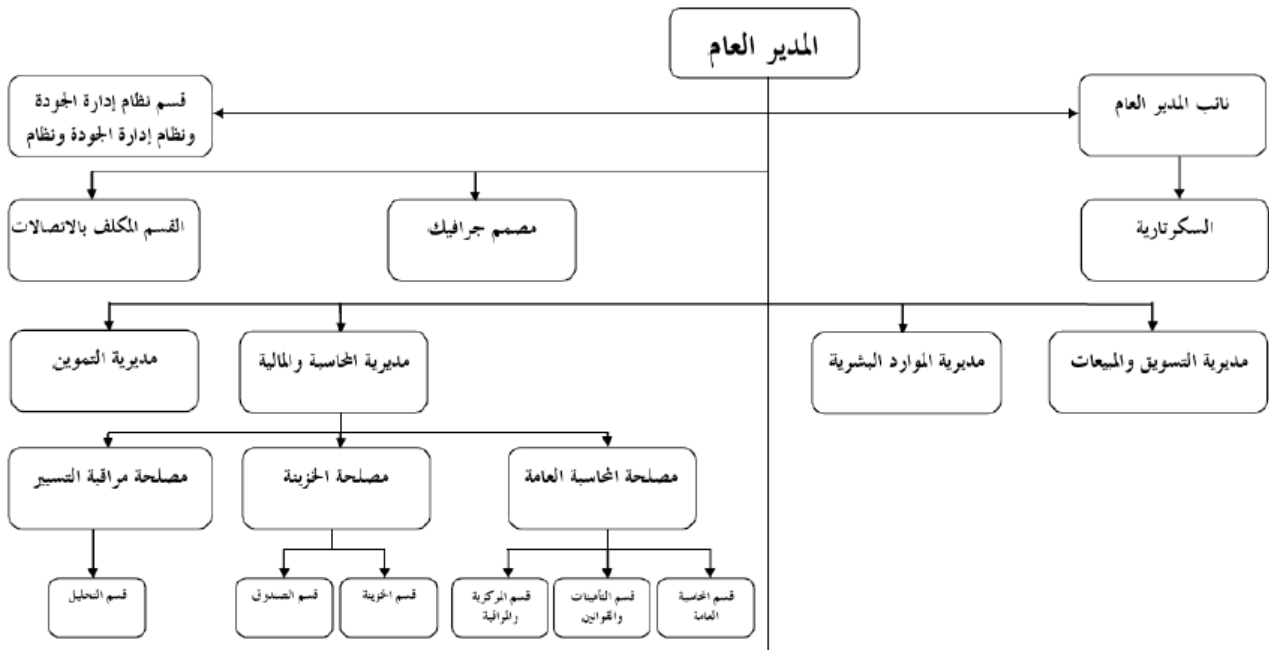 المدير العام
نائب المدير العام
قسم نظام إدارة الجودة
ونظام إدارة الجودة ونظام
السكرتارية
مصمم جرافيك
القسم المكلف بالاتصالات
مديرية التسويق والمبيعات
مديرية الموارد البشرية
مديرية المحاسبة والمالية
مديرية التموين
مصلحة المحاسبة العامة
مصلحة الخزينة
مصلحة مراقبة التسيير
قسم المحاسبة
العامة
قسم التأمينات
والقوانين
قسم المركزية
والمراقبة
قسم الخزينة
قسم الصندوق
قسم التحليل